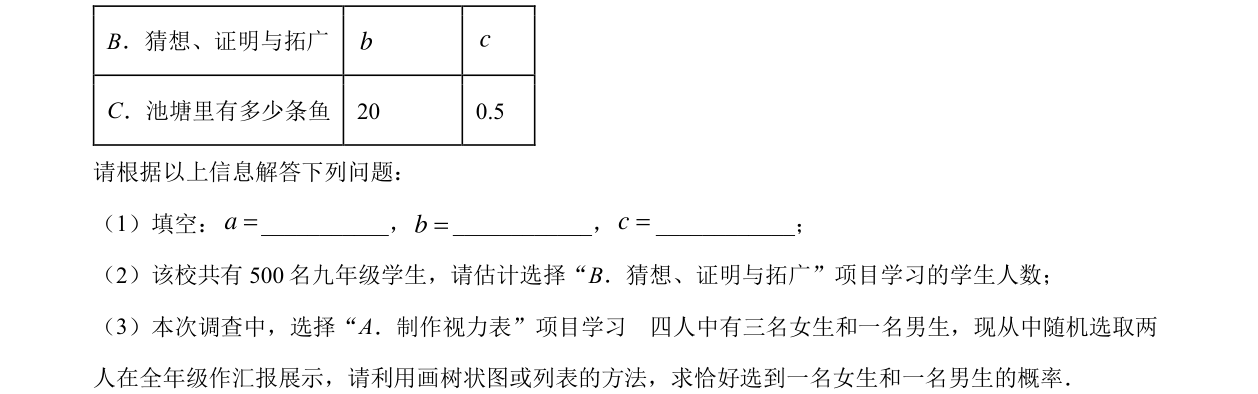 B．猜想、证明与拓广 b c
C．池塘里有多少条鱼 20 0.5
请根据以上信息解答下列问题：
（1）填空：a＝___________，b＝___________，c＝___________；
（2）该校共有 500 名九年级学生，请估计选择“B．猜想、证明与拓广”项目学习的学生人数；
（3）本次调查中，选择“A．制作视力表”项目学习 四人中有三名女生和一名男生，现从中随机选取两
人在全年级作汇报展示，请利用画树状图或列表的方法，求恰好选到一名女生和一名男生的概率．